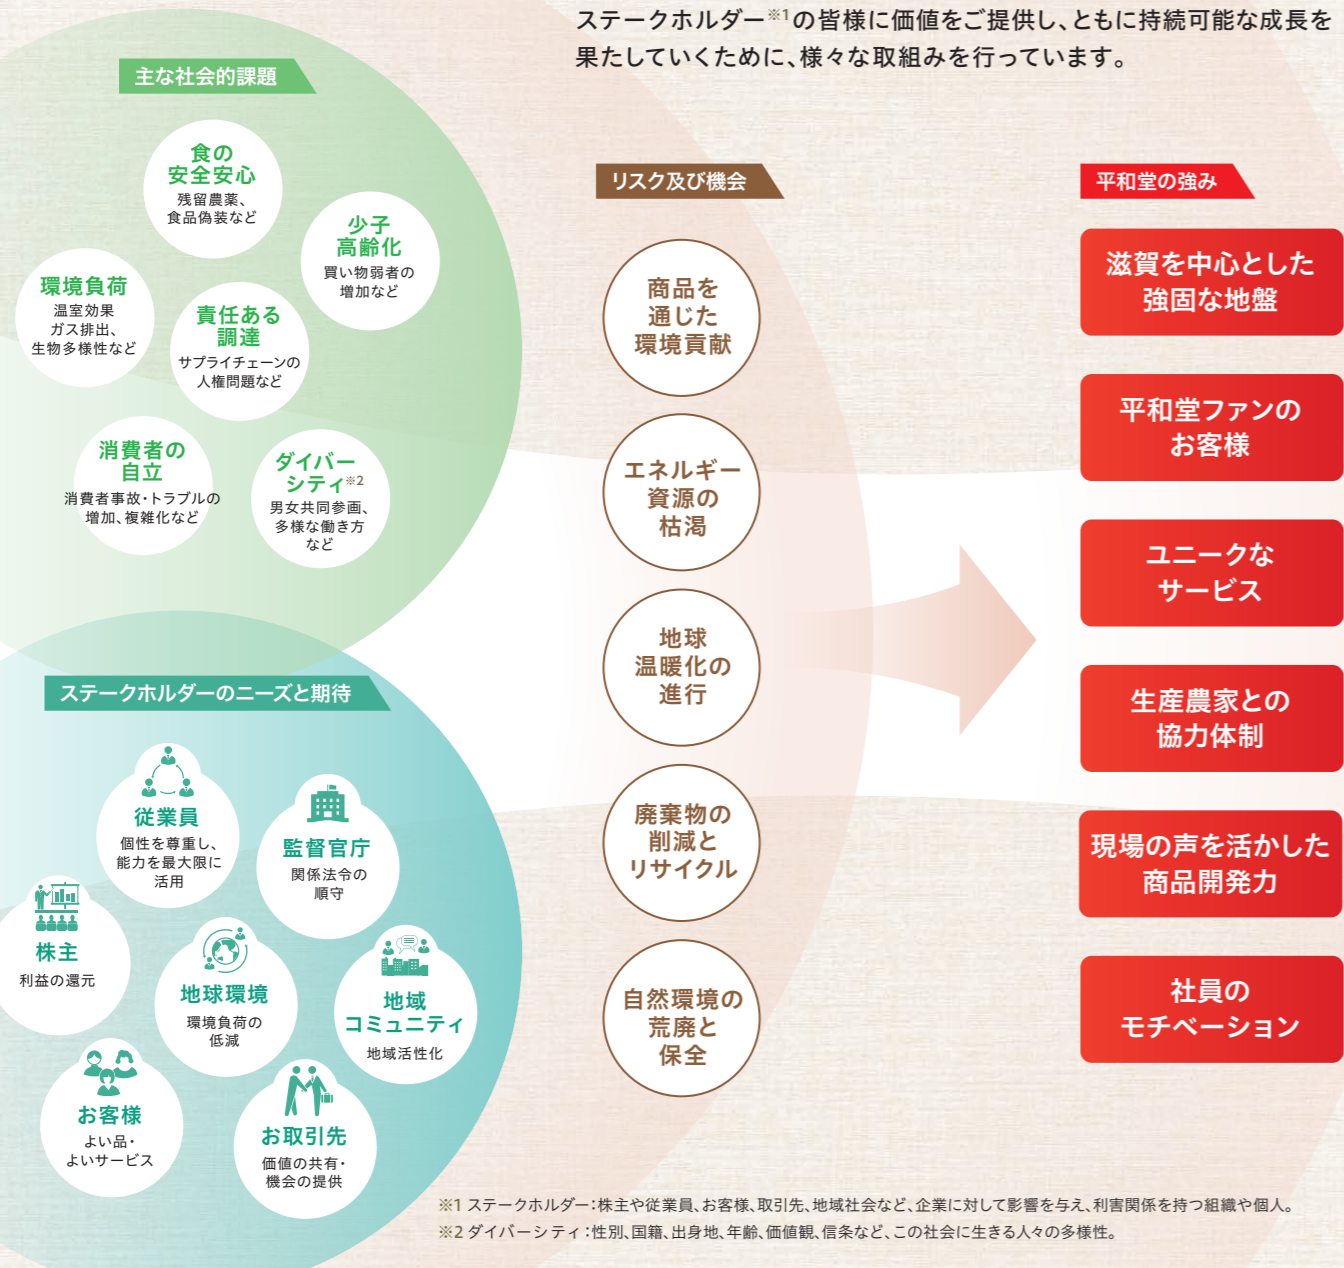 ステークホルダー※1の皆様に価値をご提供し、ともに持続可能な成長を
果たしていくために、様々な取組みを行っています。
主な社会的課題
食の
安全安心
残留農薬、
食品偽装など
少子
高齢化
買い物弱者の
増加など
環境負荷
温室効果
ガス排出、
生物多様性など
責任ある
調達
サプライチェーンの
人権問題など
消費者の
自立
消費者事故・トラブルの
増加、複雑化など
ダイバー
シティ※2
男女共同参画、
多様な働き方
など
ステークホルダーのニーズと期待
従業員
個性を尊重し、
能力を最大限に
活用
監督官庁
関係法令の
順守
株主
利益の還元
地球環境
環境負荷の
低減
地域
コミュニティ
地域活性化
お客様
よい品・
よいサービス
お取引先
価値の共有・
機会の提供
リスク及び機会
商品を
通じた
環境貢献
エネルギー
資源の
枯渇
地球
温暖化の
進行
廃棄物の
削減と
リサイクル
自然環境の
荒廃と
保全
平和堂の強み
滋賀を中心とした
強固な地盤
平和堂ファンの
お客様
ユニークな
サービス
生産農家との
協力体制
現場の声を活かした
商品開発力
社員の
モチベーション
※1 ステークホルダー：株主や従業員、お客様、取引先、地域社会など、企業に対して影響を与え、利害関係を持つ組織や個人。
※2 ダイバーシティ：性別、国籍、出身地、年齢、価値観、信条など、この社会に生きる人々の多様性。